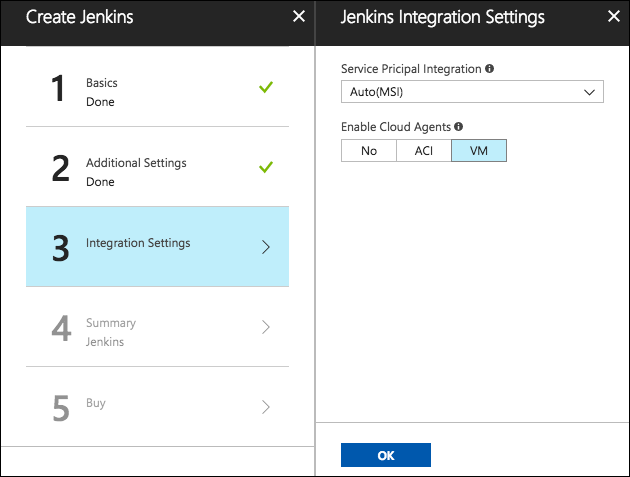 Create Jenkins
1
Basics
Done
2
Additional Settings
Done
3
Integration Settings
4
Summary
Jenkins
5
Buy
Jenkins Integration Settings
Service Pricipal Integration
Auto(MSI)
Enable Cloud Agents
No ACI VM
OK